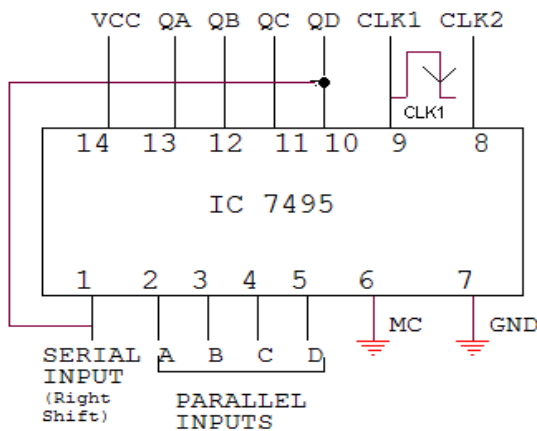 VCC QA QB QC QD CLK1 CLK2
CLK1
14 13 12 11 10 9 8
IC 7495
1 2 3 4 5 6 7
MC GND
SERIAL A B C D
INPUT
(Right
Shift)
PARALLEL
INPUTS